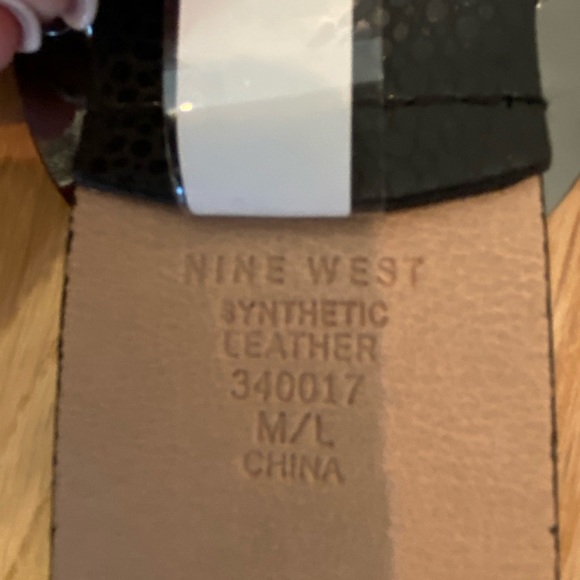 NINE WEST
SYNTHETIC
LEATHER
340017
M/L
CHINA